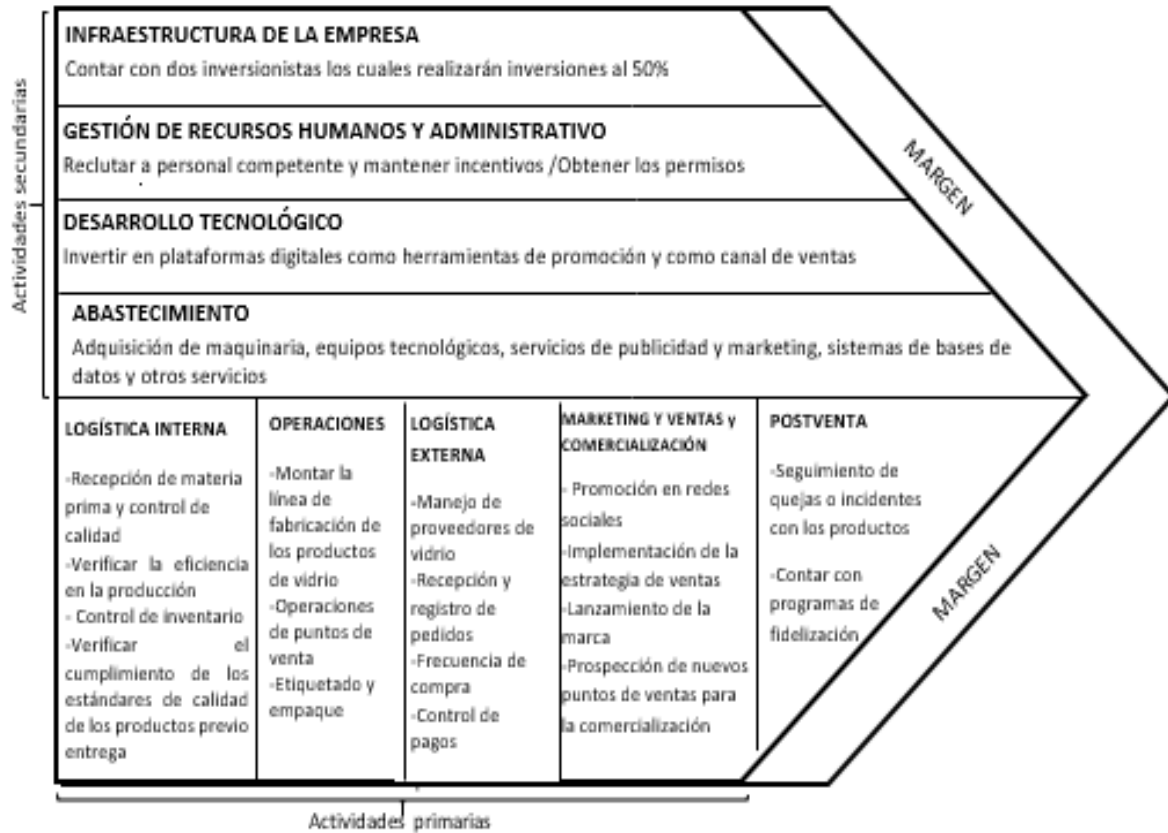 INFRAESTRUCTURA DE LA EMPRESA
Contar con dos inversionistas los cuales realizarán inversiones al 50%
GESTIÓN DE RECURSOS HUMANOS Y ADMINISTRATIVO
Reclutar a personal competente y mantener incentivos /Obtener los permisos
DESARROLLO TECNOLÓGICO
Invertir en plataformas digitales como herramientas de promoción y como canal de ventas
ABASTECIMIENTO
Adquisición de maquinaria, equipos tecnológicos, servicios de publicidad y marketing, sistemas de bases de
datos y otros servicios
Actividades secundarias
MARGEN
LOGÍSTICA INTERNA
-Recepción de materia
prima y control de
calidad
-Verificar la eficiencia
en la producción
- Control de inventario
-Verificar el
cumplimiento de los
estándares de calidad
de los productos previo
entrega
OPERACIONES
-Montar la
línea de
fabricación de
los productos
de vidrio
-Operaciones
de puntos de
venta
-Etiquetado y
empaque
LOGÍSTICA
EXTERNA
-Manejo de
proveedores de
vidrio
-Recepción y
registro de
pedidos
-Frecuencia de
compra
-Control de
pagos
MARKETING Y VENTAS y
COMERCIALIZACIÓN
- Promoción en redes
sociales
-Implementación de la
estrategia de ventas
-Lanzamiento de la
marca
-Prospección de nuevos
puntos de ventas para
la comercialización
POSTVENTA
-Seguimiento de
quejas o incidentes
con los productos
-Contar con
programas de
fidelización
MARGEN
Actividades primarias